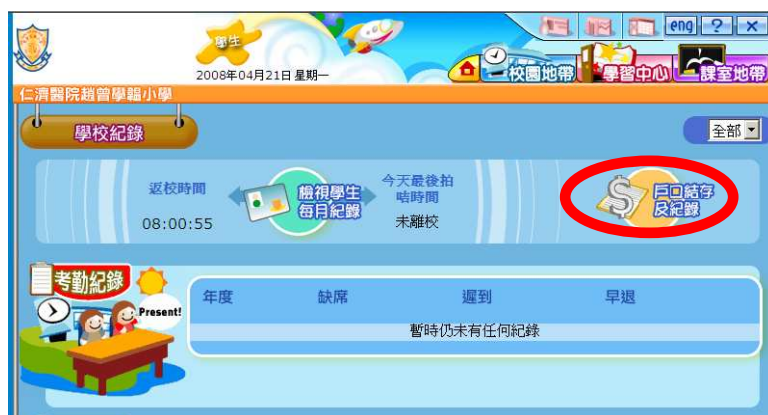 學生
eng ? x
2008年04月21日 星期一
校園地帶 學習中心 課室地帶
仁濟醫院趙曾學韞小學
學校紀錄
全部
返校時間
08:00:55
檢視學生
每月紀錄
今天最後拍
咭時間
未離校
戶口結存
及紀錄
考勤紀錄
Present!
年度 缺席 遲到 早退
暫時仍未有任何紀錄